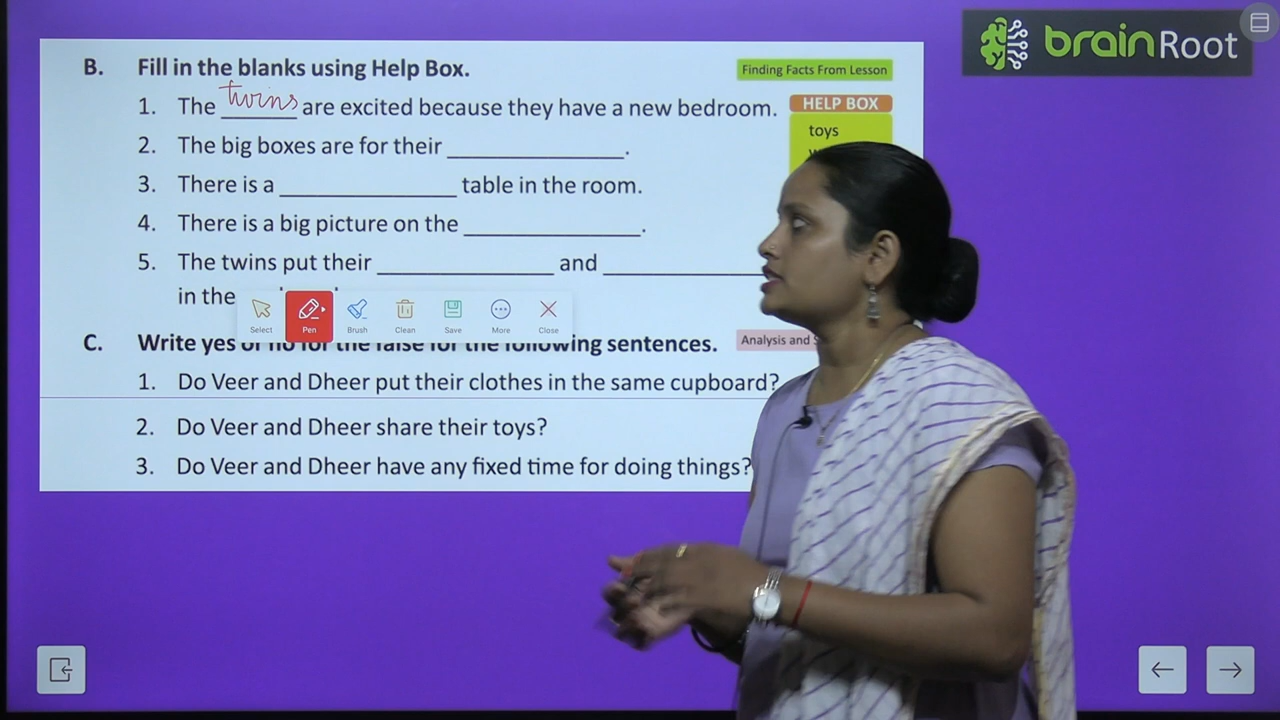 brainRoot
B. Fill in the blanks using Help Box.
Finding Facts From Lesson
1. The twins are excited because they have a new bedroom.
HELP BOX
toys
2. The big boxes are for their ______________.
3. There is a ______________ table in the room.
4. There is a big picture on the ______________.
5. The twins put their ______________ and ______________
in the
Select Pen Brush Clean Save More Close
C. Write yes or no for the false for the following sentences.
Analysis and
1. Do Veer and Dheer put their clothes in the same cupboard?
2. Do Veer and Dheer share their toys?
3. Do Veer and Dheer have any fixed time for doing things?